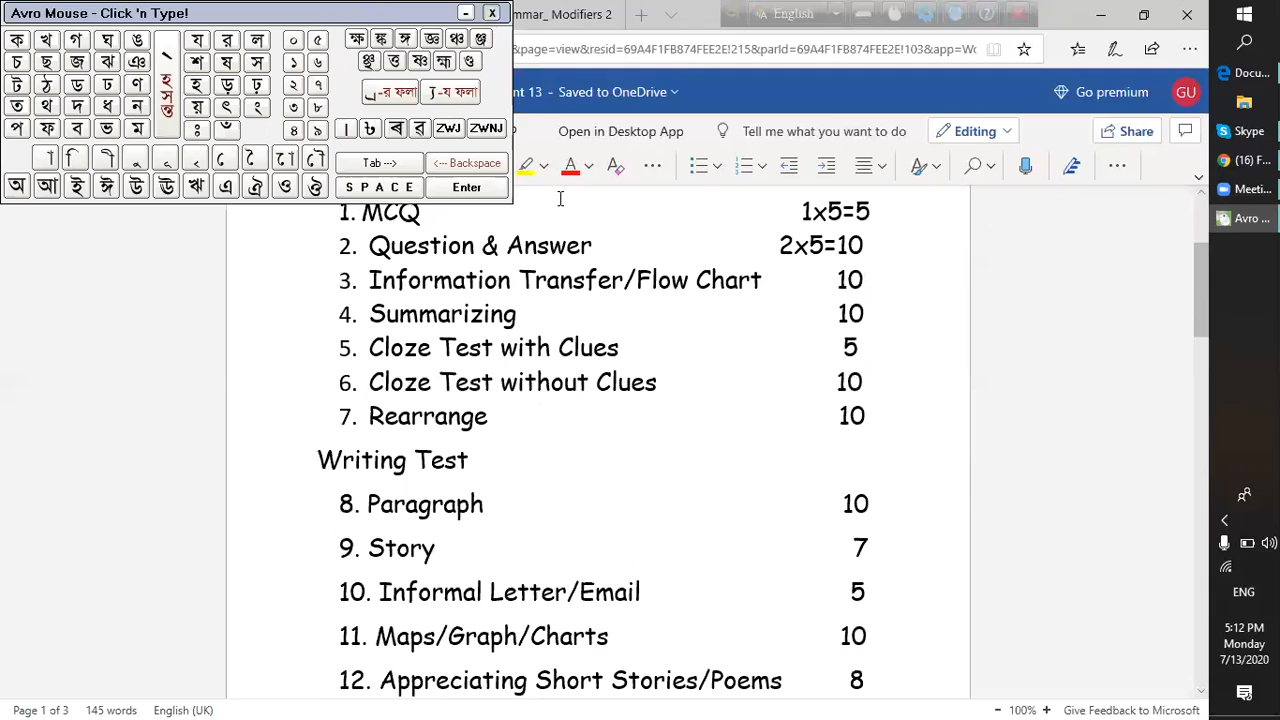 Avro Mouse - Click 'n Type!
mmar_ Modifiers 2
English
ক খ গ ঘ ঙ ্ য র ল ০ ৫ ক্ষ ঙ্ক ঙ্গ জ্ঞ ঞ্চ ঞ্জ
চ ছ জ ঝ ঞ শ ষ স ১ ৬ ঞ্ছ ত্ত ষ্ণ হ্ম ণ্ড
&page=view&resid=69A4F1FB874FEE2E!215&parId=69A4F1FB874FEE2E!103&app=Wo
ট ঠ ড ঢ ণ হসন্ত হ ড় ঢ় ২ ৭
-র ফলা -য ফলা
nt 13 - Saved to OneDrive
GU Go premium
ত থ দ ধ ন য় ৎ ং ৩ ৮
প ফ ব ভ ম ঃ ঁ ৪ ৯ । ৳ ৰ ৱ ZWJ ZWNJ
Open in Desktop App Tell me what you want to do Editing Share
া ি ী ু ূ ৃ ে ৈ ো ৌ Tab ---> <--- Backspace
অ আ ই ঈ উ ঊ ঋ এ ঐ ও ঔ S P A C E Enter
1. MCQ 1x5=5
2. Question & Answer 2x5=10
3. Information Transfer/Flow Chart 10
4. Summarizing 10
5. Cloze Test with Clues 5
6. Cloze Test without Clues 10
7. Rearrange 10
Writing Test
8. Paragraph 10
9. Story 7
10. Informal Letter/Email 5
11. Maps/Graph/Charts 10
12. Appreciating Short Stories/Poems 8
Page 1 of 3 145 words English (UK) 100% Give Feedback to Microsoft
Docu...
Skype
(16) F...
Meeti...
Avro ...
ENG
5:12 PM
Monday
7/13/2020